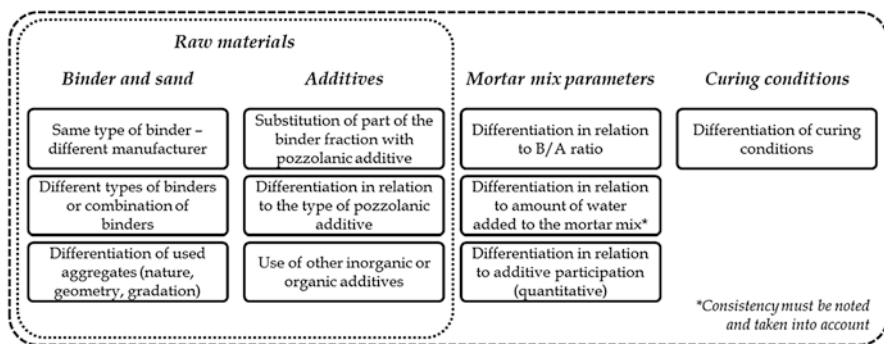 Raw materials
Binder and sand
Additives
Mortar mix parameters
Curing conditions
Same type of binder –
different manufacturer
Different types of binders
or combination of
binders
Differentiation of used
aggregates (nature,
geometry, gradation)
Substitution of part of the
binder fraction with
pozzolanic additive
Differentiation in relation
to the type of pozzolanic
additive
Use of other inorganic or
organic additives
Differentiation in relation
to B/A ratio
Differentiation in relation
to amount of water
added to the mortar mix*
Differentiation in relation
to additive participation
(quantitative)
Differentiation of curing
conditions
*Consistency must be noted
and taken into account